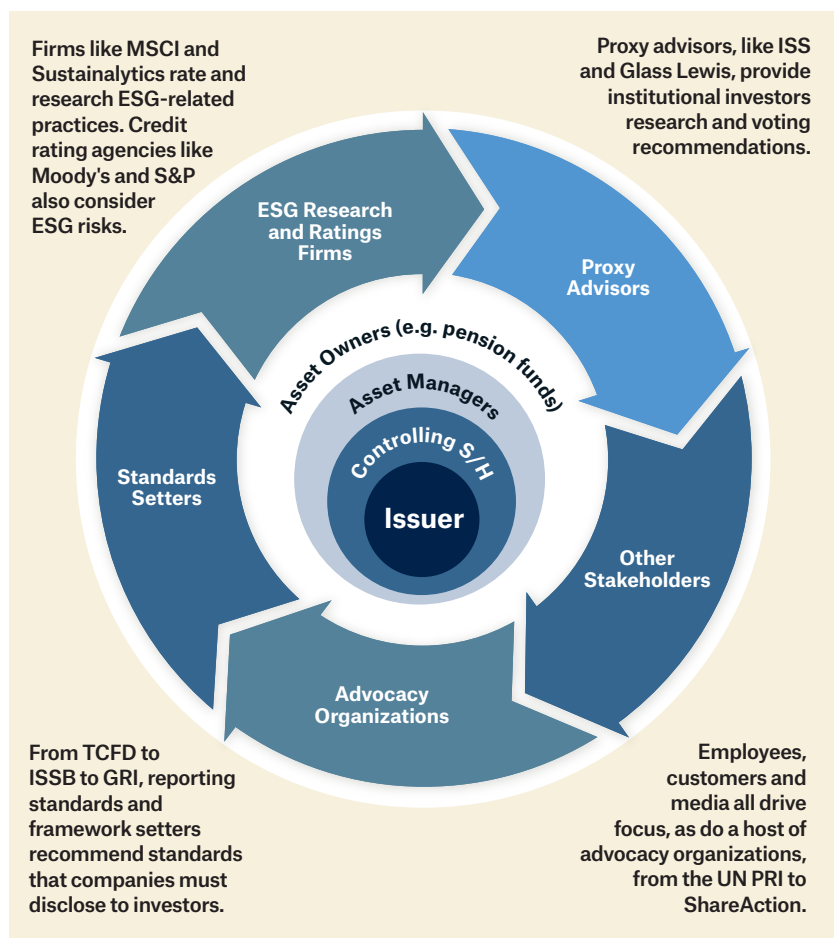 Firms like MSCI and
Sustainalytics rate and
research ESG-related
practices. Credit
rating agencies like
Moody's and S&P
also consider
ESG risks.
Proxy advisors, like ISS
and Glass Lewis, provide
institutional investors
research and voting
recommendations.
ESG Research
and Ratings
Firms
Proxy
Advisors
Asset Owners (e.g. pension funds)
Asset Managers
Controlling S/H
Issuer
Standards
Setters
Other
Stakeholders
Advocacy
Organizations
From TCFD to
ISSB to GRI, reporting
standards and
framework setters
recommend standards
that companies must
disclose to investors.
Employees,
customers and
media all drive
focus, as do a host of
advocacy organizations,
from the UN PRI to
ShareAction.